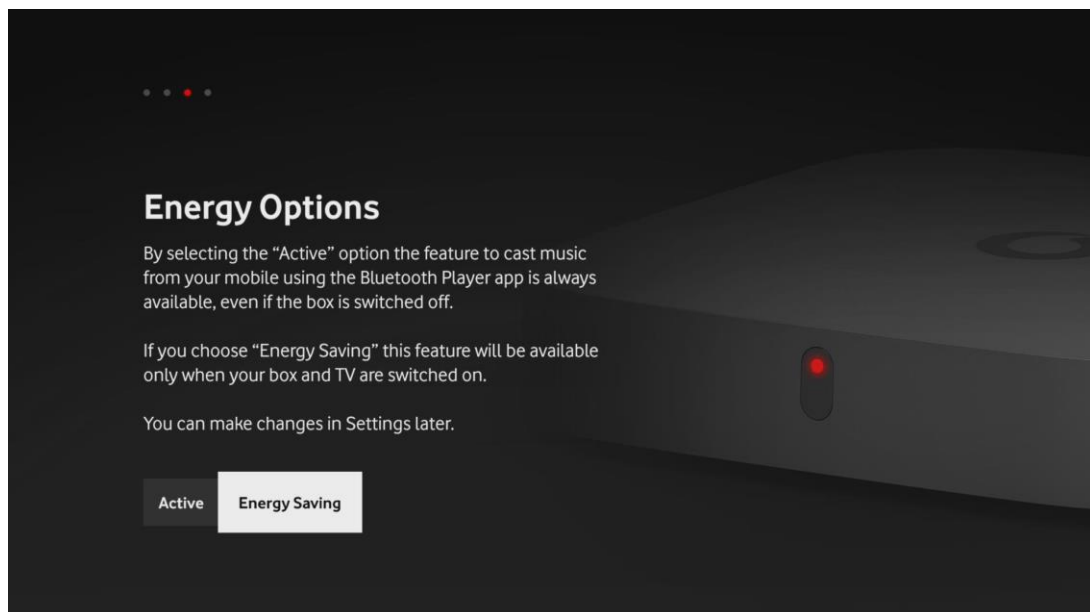 Energy Options
By selecting the “Active” option the feature to cast music
from your mobile using the Bluetooth Player app is always
available, even if the box is switched off.
If you choose “Energy Saving” this feature will be available
only when your box and TV are switched on.
You can make changes in Settings later.
Active
Energy Saving